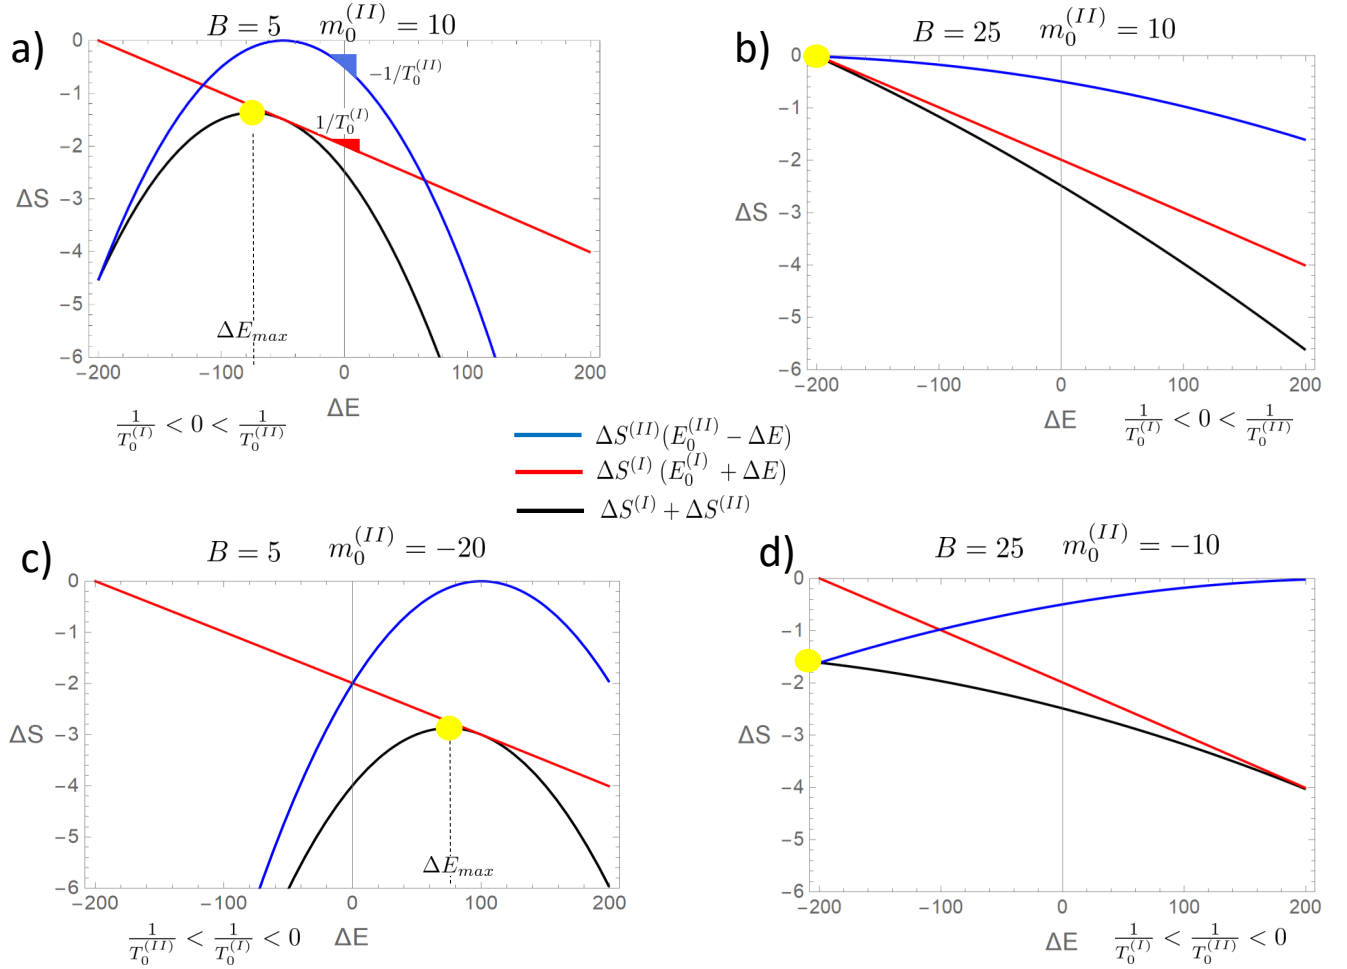 a)
B = 5 m_0^{(II)} = 10
−1/T_0^{(II)}
1/T_0^{(I)}
ΔE_{max}
0
−1
−2
−3
−4
−5
−6
ΔS
−200 −100 0 100 200
ΔE
1/T_0^{(I)} < 0 < 1/T_0^{(II)}
b)
B = 25 m_0^{(II)} = 10
0
−1
−2
−3
−4
−5
−6
ΔS
−200 −100 0 100 200
ΔE
1/T_0^{(I)} < 0 < 1/T_0^{(II)}
ΔS^{(II)}(E_0^{(II)} − ΔE)
ΔS^{(I)}(E_0^{(I)} + ΔE)
ΔS^{(I)} + ΔS^{(II)}
c)
B = 5 m_0^{(II)} = −20
0
−1
−2
−3
−4
−5
−6
ΔS
ΔE_{max}
−200 −100 0 100 200
1/T_0^{(II)} < 1/T_0^{(I)} < 0
ΔE
d)
B = 25 m_0^{(II)} = −10
0
−1
−2
−3
−4
−5
−6
ΔS
−200 −100 0 100 200
ΔE
1/T_0^{(I)} < 1/T_0^{(II)} < 0